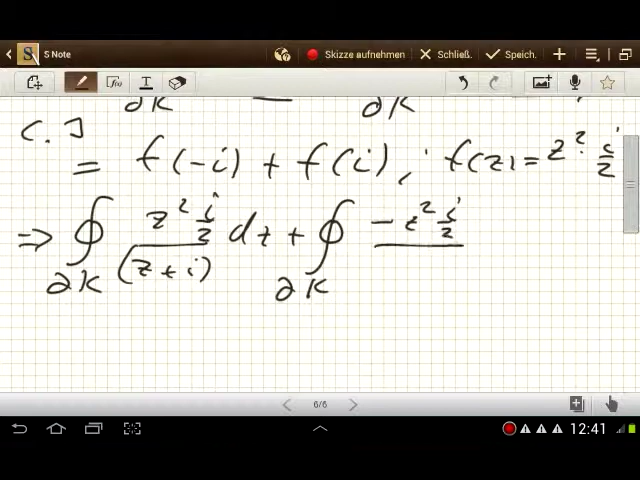 S Note
Skizze aufnehmen
Schließ.
Speich.
f(x)
T
∂K ∂K
C.I
= f(-i) + f(i) ; f(z) = z² · i/2
⇒ ∮∂K (z² i/2)/(z+i) dz + ∮∂K -z² i/2
6/6
12:41